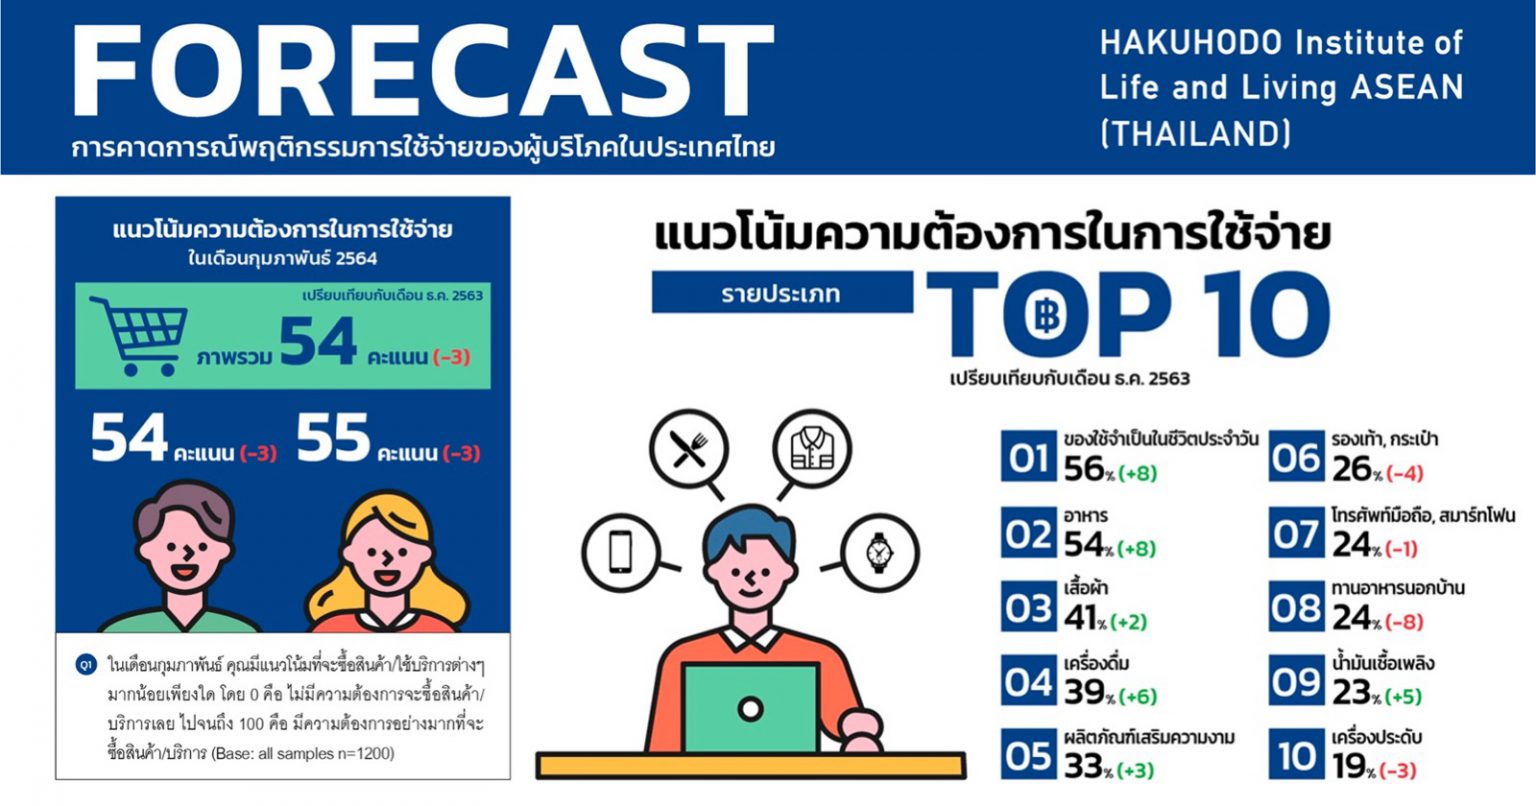 FORECAST
การคาดการณ์พฤติกรรมการใช้จ่ายของผู้บริโภคในประเทศไทย
HAKUHODO Institute of
Life and Living ASEAN
(THAILAND)
แนวโน้มความต้องการในการใช้จ่าย
ในเดือนกุมภาพันธ์ 2564
เปรียบเทียบกับเดือน ธ.ค. 2563
ภาพรวม 54 คะแนน (-3)
54 คะแนน (-3) 55 คะแนน (-3)
Q1 ในเดือนกุมภาพันธ์ คุณมีแนวโน้มที่จะซื้อสินค้า/ใช้บริการต่างๆ
มากน้อยเพียงใด โดย 0 คือ ไม่มีความต้องการจะซื้อสินค้า/
บริการเลย ไปจนถึง 100 คือ มีความต้องการอย่างมากที่จะ
ซื้อสินค้า/บริการ (Base: all samples n=1200)
แนวโน้มความต้องการในการใช้จ่าย
รายประเภท
TOP 10
เปรียบเทียบกับเดือน ธ.ค. 2563
01 ของใช้จำเป็นในชีวิตประจำวัน
56% (+8)
02 อาหาร
54% (+8)
03 เสื้อผ้า
41% (+2)
04 เครื่องดื่ม
39% (+6)
05 ผลิตภัณฑ์เสริมความงาม
33% (+3)
06 รองเท้า, กระเป๋า
26% (-4)
07 โทรศัพท์มือถือ, สมาร์ทโฟน
24% (-1)
08 ทานอาหารนอกบ้าน
24% (-8)
09 น้ำมันเชื้อเพลิง
23% (+5)
10 เครื่องประดับ
19% (-3)